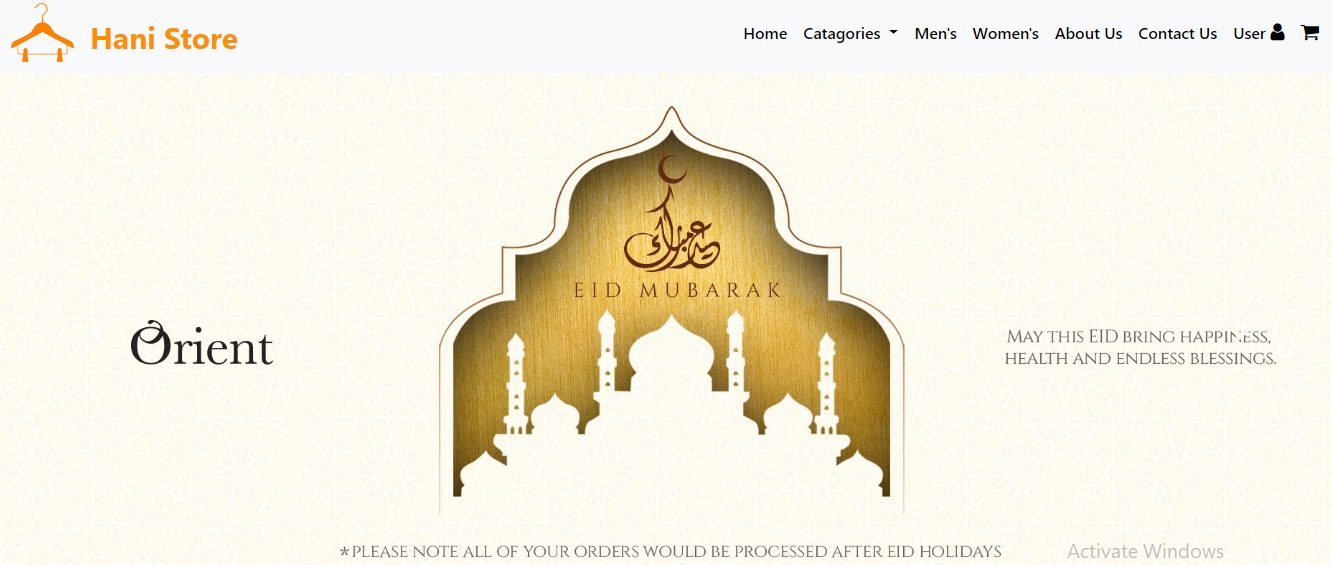 Hani Store
Home Catagories Men's Women's About Us Contact Us User
عيد مبارك
EID MUBARAK
Orient
MAY THIS EID BRING HAPPINESS,
HEALTH AND ENDLESS BLESSINGS.
*PLEASE NOTE ALL OF YOUR ORDERS WOULD BE PROCESSED AFTER EID HOLIDAYS
Activate Windows